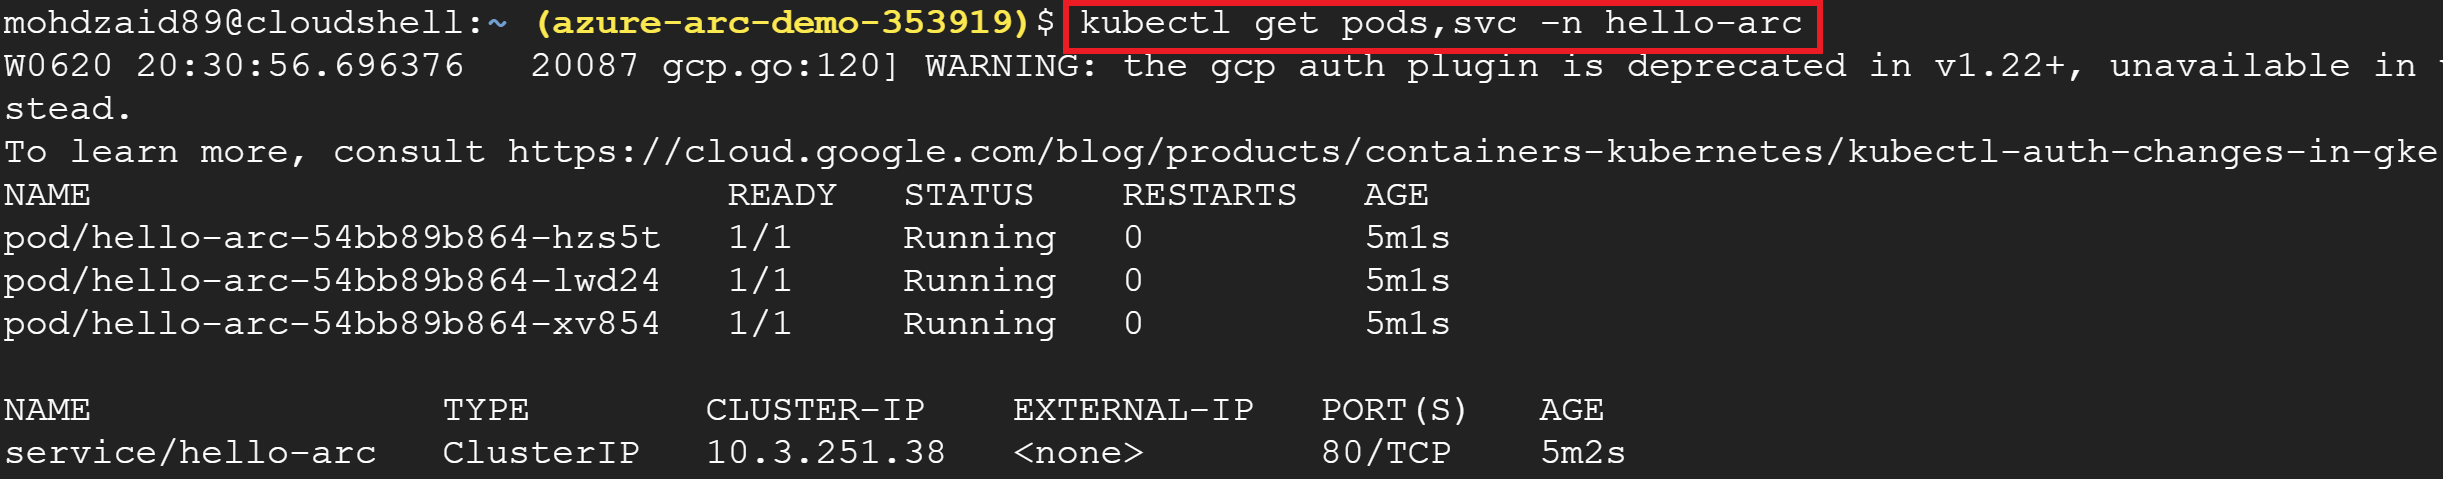 mohdzaid89@cloudshell:~ (azure-arc-demo-353919)$ kubectl get pods,svc -n hello-arc
W0620 20:30:56.696376   20087 gcp.go:120] WARNING: the gcp auth plugin is deprecated in v1.22+, unavailable in
stead.
To learn more, consult https://cloud.google.com/blog/products/containers-kubernetes/kubectl-auth-changes-in-gke
NAME                             READY   STATUS    RESTARTS   AGE
pod/hello-arc-54bb89b864-hzs5t   1/1     Running   0          5m1s
pod/hello-arc-54bb89b864-lwd24   1/1     Running   0          5m1s
pod/hello-arc-54bb89b864-xv854   1/1     Running   0          5m1s
NAME                TYPE        CLUSTER-IP    EXTERNAL-IP   PORT(S)   AGE
service/hello-arc   ClusterIP   10.3.251.38   <none>        80/TCP    5m2s